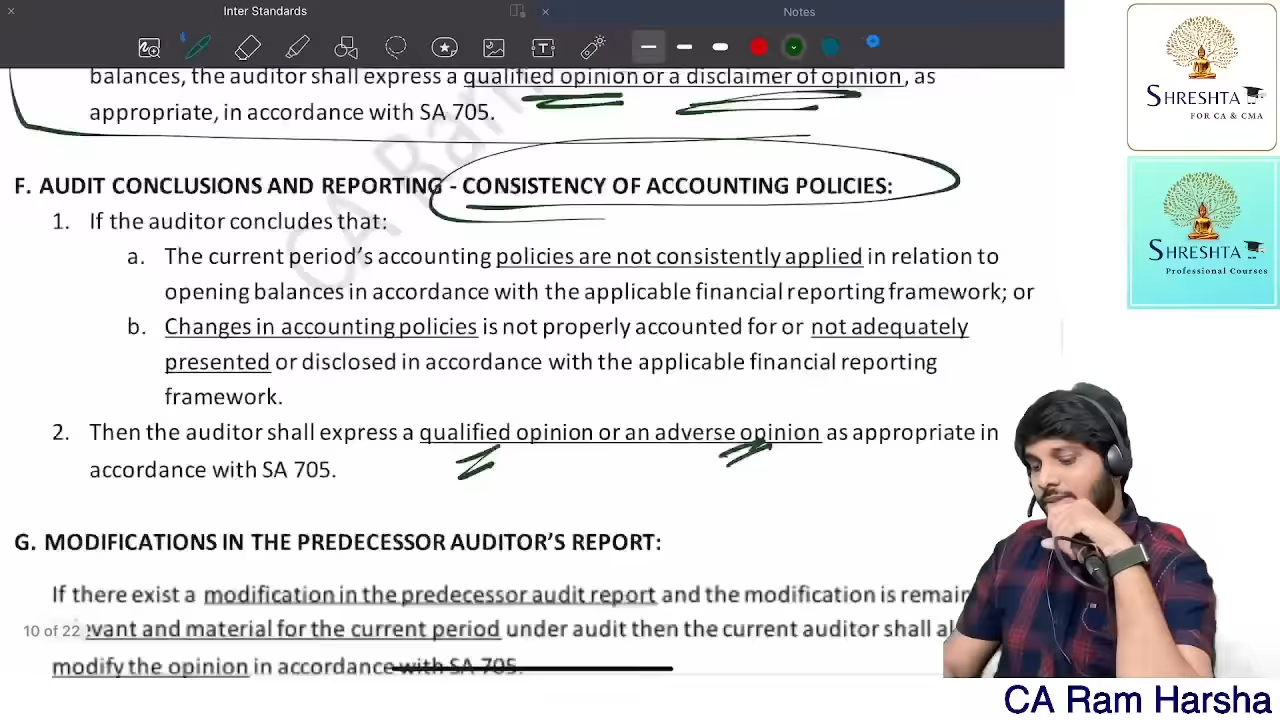 Inter Standards
Notes
balances, the auditor shall express a qualified opinion or a disclaimer of opinion, as
appropriate, in accordance with SA 705.
F. AUDIT CONCLUSIONS AND REPORTING - CONSISTENCY OF ACCOUNTING POLICIES:
1. If the auditor concludes that:
a. The current period's accounting policies are not consistently applied in relation to
opening balances in accordance with the applicable financial reporting framework; or
b. Changes in accounting policies is not properly accounted for or not adequately
presented or disclosed in accordance with the applicable financial reporting
framework.
2. Then the auditor shall express a qualified opinion or an adverse opinion as appropriate in
accordance with SA 705.
G. MODIFICATIONS IN THE PREDECESSOR AUDITOR'S REPORT:
If there exist a modification in the predecessor audit report and the modification is remain
10 of 22 vant and material for the current period under audit then the current auditor shall al
modify the opinion in accordance with SA 705.
CA Ram
SHRESHTA
FOR CA & CMA
SHRESHTA
Professional Courses
CA Ram Harsha